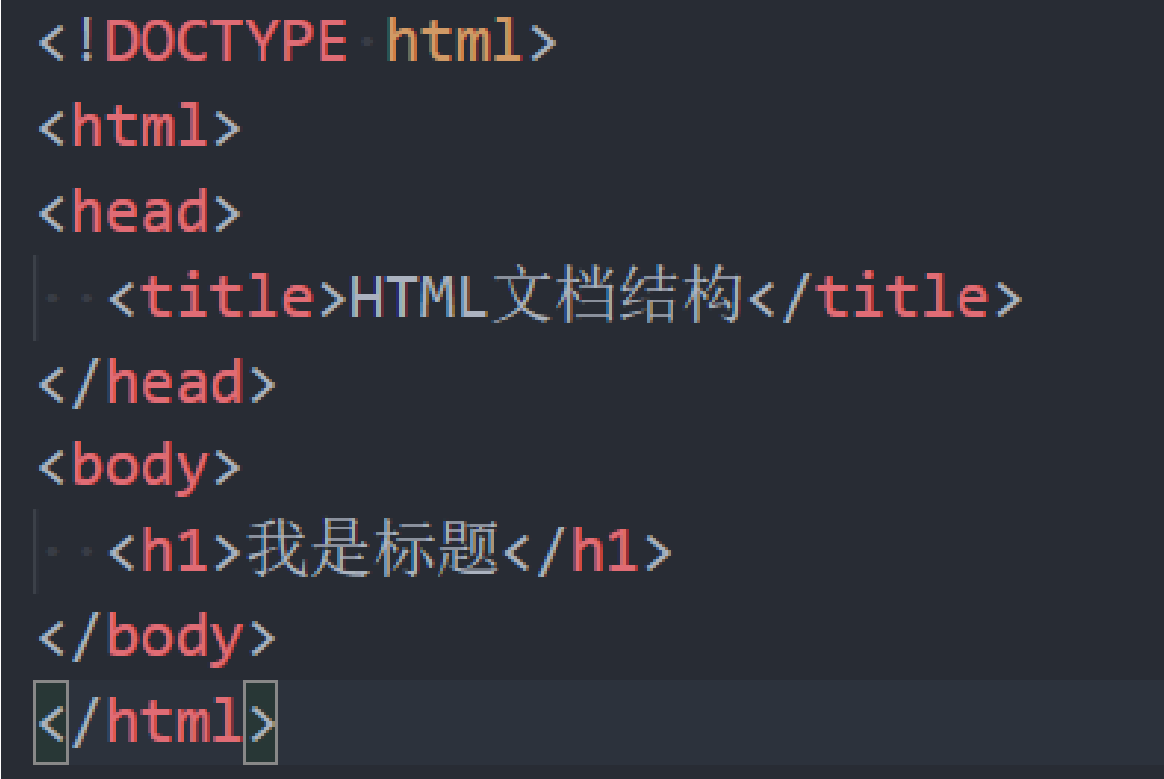 <!DOCTYPE html>
<html>
<head>
  <title>HTML文档结构</title>
</head>
<body>
  <h1>我是标题</h1>
</body>
</html>